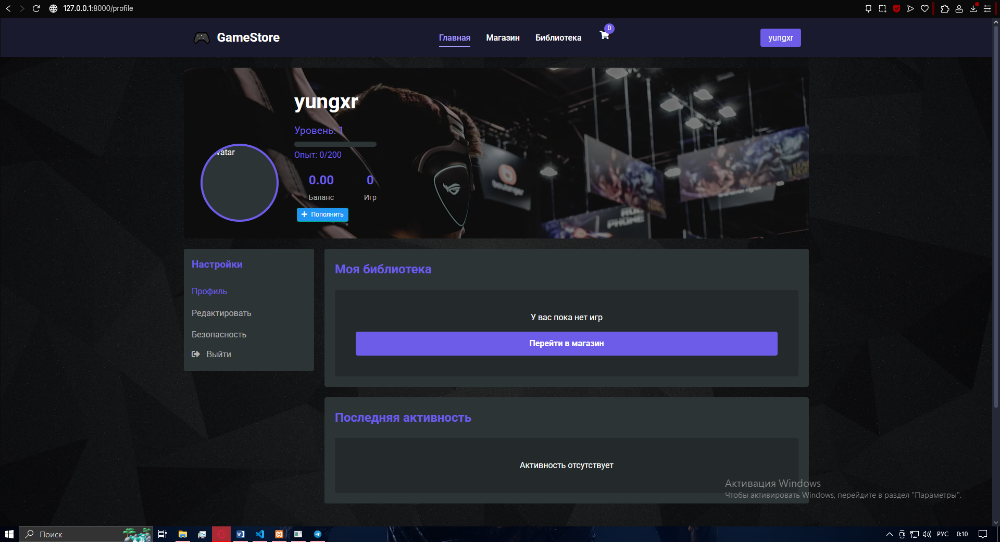 127.0.0.1:8000/profile
GameStore
Главная
Магазин
Библиотека
0
yungxr
yungxr
Уровень: 1
Опыт: 0/200
vatar
0.00
0
Баланс
Игр
Пополнить
PHONE
Настройки
Профиль
Редактировать
Безопасность
Выйти
Моя библиотека
У вас пока нет игр
Перейти в магазин
Последняя активность
Активность отсутствует
Активация Windows
Чтобы активировать Windows, перейдите в раздел "Параметры".
Поиск
РУС
0:10